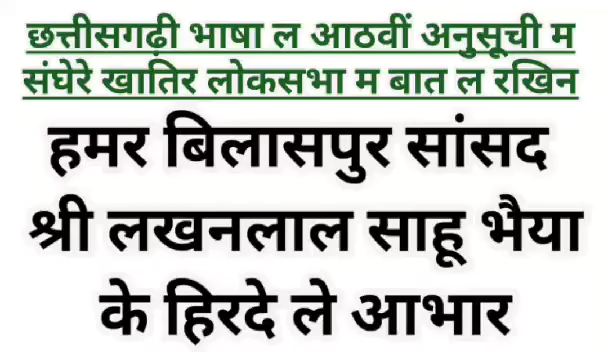 छत्तीसगढ़ी भाषा ल आठवीं अनुसूची म
संघेरे खातिर लोकसभा म बात ल रखिन
हमर बिलासपुर सांसद
श्री लखनलाल साहू भैया
के हिरदे ले आभार